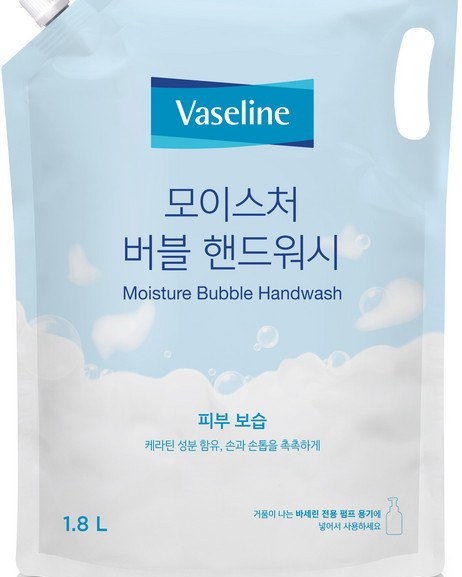 Vaseline
모이스처
버블 핸드워시
Moisture Bubble Handwash
피부 보습
케라틴 성분 함유, 손과 손톱을 촉촉하게
거품이 나는 바세린 전용 펌프 용기에
넣어서 사용하세요
1.8 L